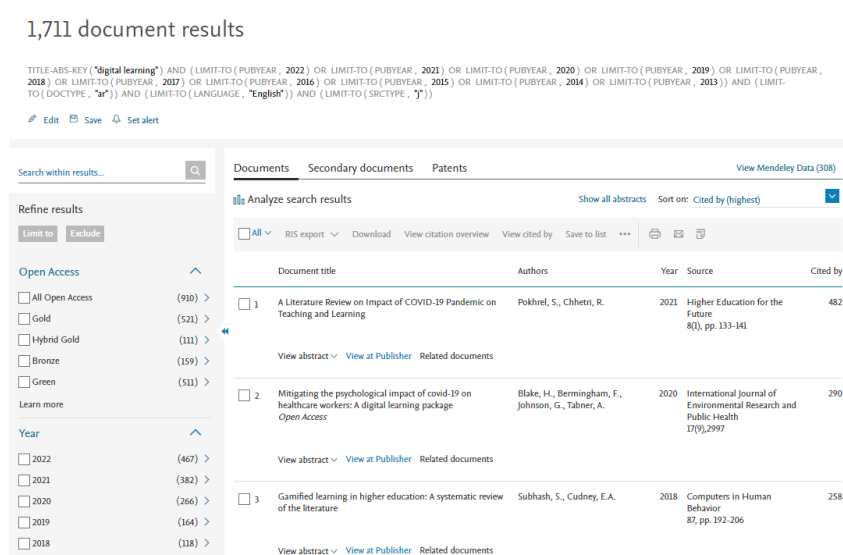 1,711 document results
TITLE-ABS-KEY ( "digital learning" ) AND ( LIMIT-TO ( PUBYEAR , 2022 ) OR LIMIT-TO ( PUBYEAR , 2021 ) OR LIMIT-TO ( PUBYEAR , 2020 ) OR LIMIT-TO ( PUBYEAR , 2019 ) OR LIMIT-TO ( PUBYEAR ,
2018 ) OR LIMIT-TO ( PUBYEAR , 2017 ) OR LIMIT-TO ( PUBYEAR , 2016 ) OR LIMIT-TO ( PUBYEAR , 2015 ) OR LIMIT-TO ( PUBYEAR , 2014 ) OR LIMIT-TO ( PUBYEAR , 2013 ) ) AND ( LIMIT-
TO ( DOCTYPE , "ar" ) ) AND ( LIMIT-TO ( LANGUAGE , "English" ) ) AND ( LIMIT-TO ( SRCTYPE , "j" ) )
Edit Save Set alert
Search within results...
Refine results
Limit to Exclude
Open Access
All Open Access (910)
Gold (521)
Hybrid Gold (111)
Bronze (159)
Green (511)
Learn more
Year
2022 (467)
2021 (382)
2020 (266)
2019 (164)
2018 (118)
Documents Secondary documents Patents View Mendeley Data (308)
Analyze search results Show all abstracts Sort on: Cited by (highest)
All RIS export Download View citation overview View cited by Save to list
Document title Authors Year Source Cited by
1 A Literature Review on Impact of COVID-19 Pandemic on Pokhrel, S., Chhetri, R. 2021 Higher Education for the 482
Teaching and Learning Future
8(1), pp. 133-141
View abstract View at Publisher Related documents
2 Mitigating the psychological impact of covid-19 on Blake, H., Bermingham, F., 2020 International Journal of 290
healthcare workers: A digital learning package Johnson, G., Tabner, A. Environmental Research and
Open Access Public Health
17(9),2997
View abstract View at Publisher Related documents
3 Gamified learning in higher education: A systematic review Subhash, S., Cudney, E.A. 2018 Computers in Human 258
of the literature Behavior
87, pp. 192-206
View abstract View at Publisher Related documents